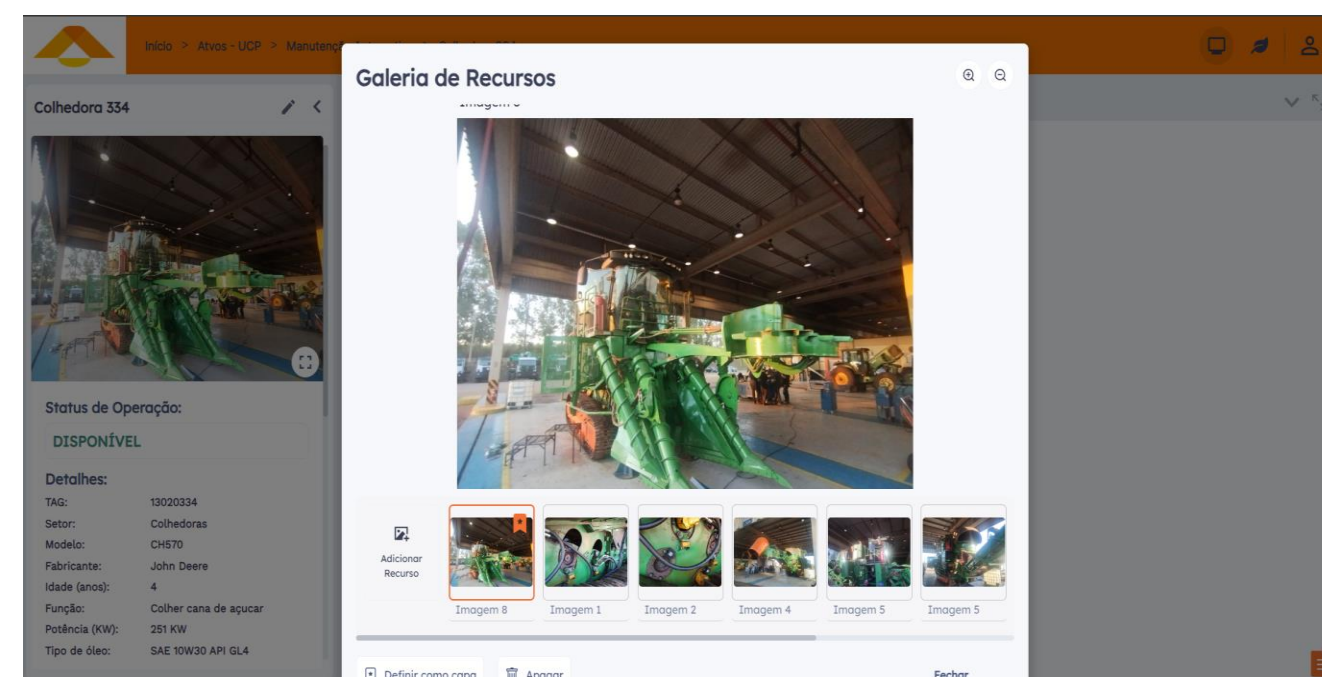 Início > Atvos - UCP > Manutenç
Colhedora 334
Status de Operação:
DISPONÍVEL
Detalhes:
TAG: 13020334
Setor: Colhedoras
Modelo: CH570
Fabricante: John Deere
Idade (anos): 4
Função: Colher cana de açucar
Potência (KW): 251 KW
Tipo de óleo: SAE 10W30 API GL4
Galeria de Recursos
Adicionar
Recurso
Imagem 8
Imagem 1
Imagem 2
Imagem 4
Imagem 5
Imagem 5
Definir como capa
Apagar
Fechar